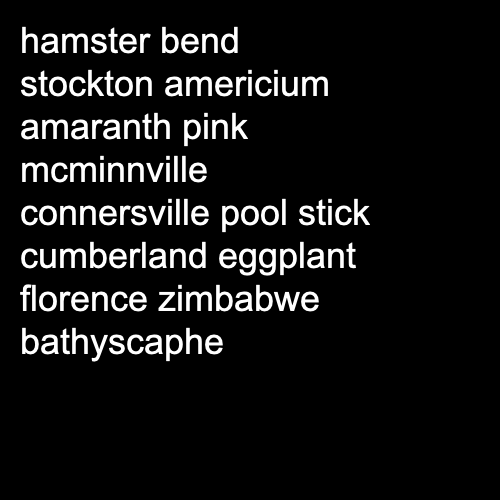 hamster bend
stockton americium
amaranth pink
mcminnville
connersville pool stick
cumberland eggplant
florence zimbabwe
bathyscaphe